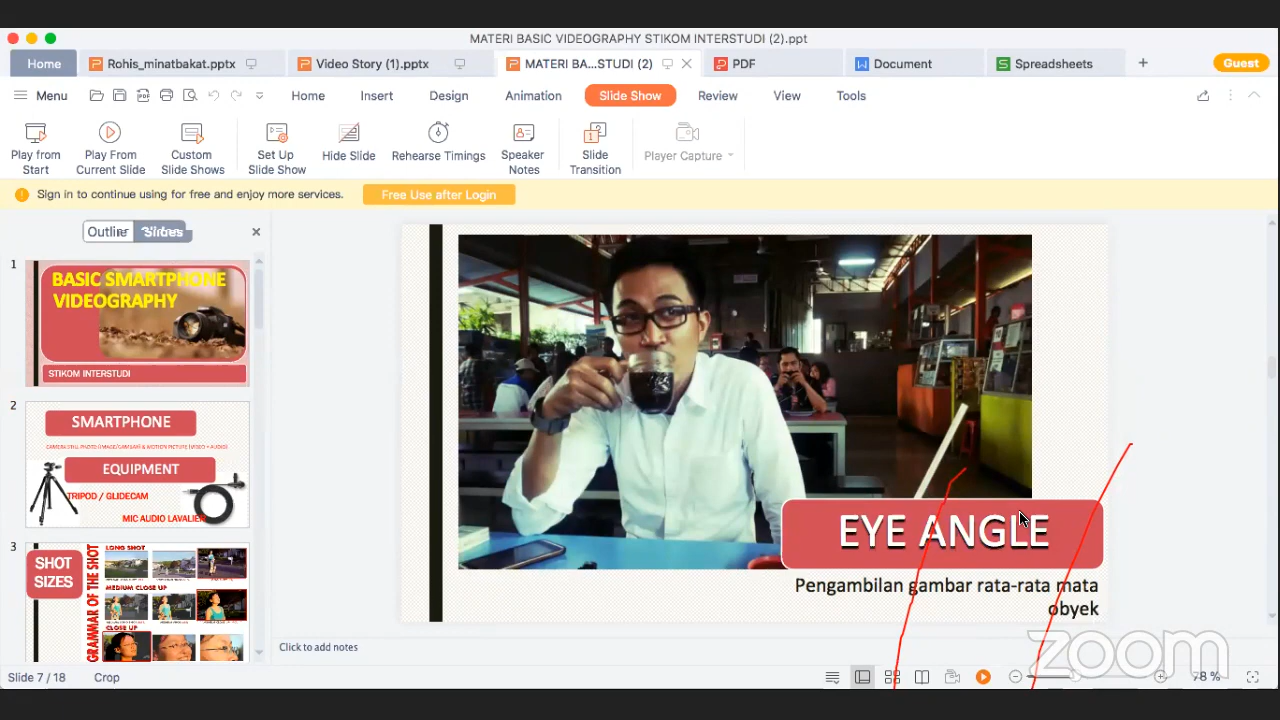 MATERI BASIC VIDEOGRAPHY STIKOM INTERSTUDI (2).ppt
Home Rohis_minatbakat.pptx Video Story (1).pptx MATERI BA...STUDI (2) PDF Document Spreadsheets Guest
Menu Home Insert Design Animation Slide Show Review View Tools
Play from Start
Play From Current Slide
Custom Slide Shows
Set Up Slide Show
Hide Slide
Rehearse Timings
Speaker Notes
Slide Transition
Player Capture
Sign in to continue using for free and enjoy more services. Free Use after Login
Outline Slides
1
BASIC SMARTPHONE
VIDEOGRAPHY
STIKOM INTERSTUDI
2
SMARTPHONE
EQUIPMENT
TRIPOD / GLIDECAM
MIC AUDIO LAVALIER
3
SHOT
SIZES
GRAMMAR OF THE SHOT
LONG SHOT
MEDIUM CLOSE UP
CLOSE UP
EYE ANGLE
Pengambilan gambar rata-rata mata
obyek
Click to add notes
zoom
Slide 7 / 18 Crop 78 %